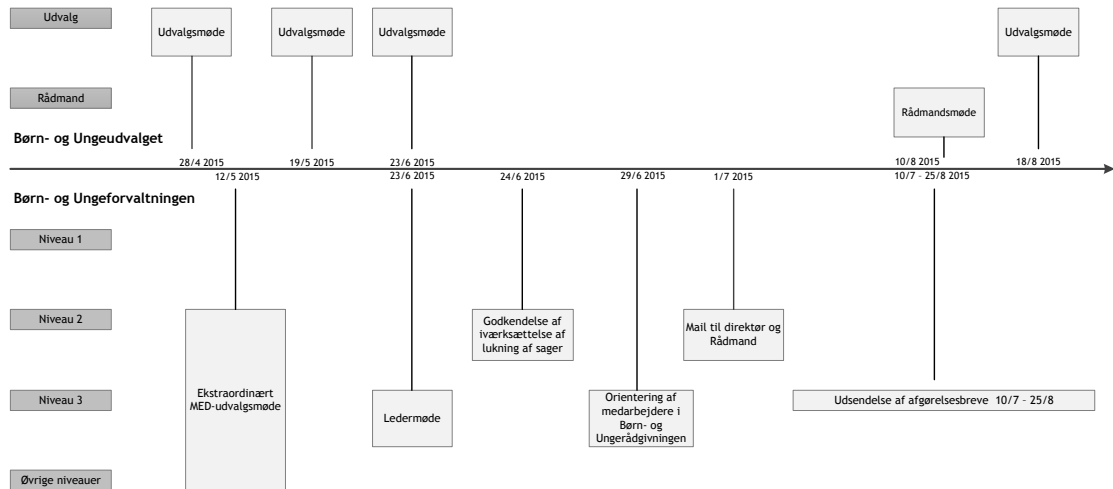 Udvalg
Udvalgsmøde
Udvalgsmøde
Udvalgsmøde
Udvalgsmøde
Rådmand
Rådmandsmøde
Børn- og Ungeudvalget
28/4 2015
19/5 2015
23/6 2015
10/8 2015
18/8 2015
12/5 2015
23/6 2015
24/6 2015
29/6 2015
1/7 2015
10/7 - 25/8 2015
Børn- og Ungeforvaltningen
Niveau 1
Niveau 2
Godkendelse af
iværksættelse af
lukning af sager
Mail til direktør og
Rådmand
Niveau 3
Ekstraordinært
MED-udvalgsmøde
Ledermøde
Orientering af
medarbejdere i
Børn- og
Ungerådgivningen
Udsendelse af afgørelsesbreve 10/7 - 25/8
Øvrige niveauer